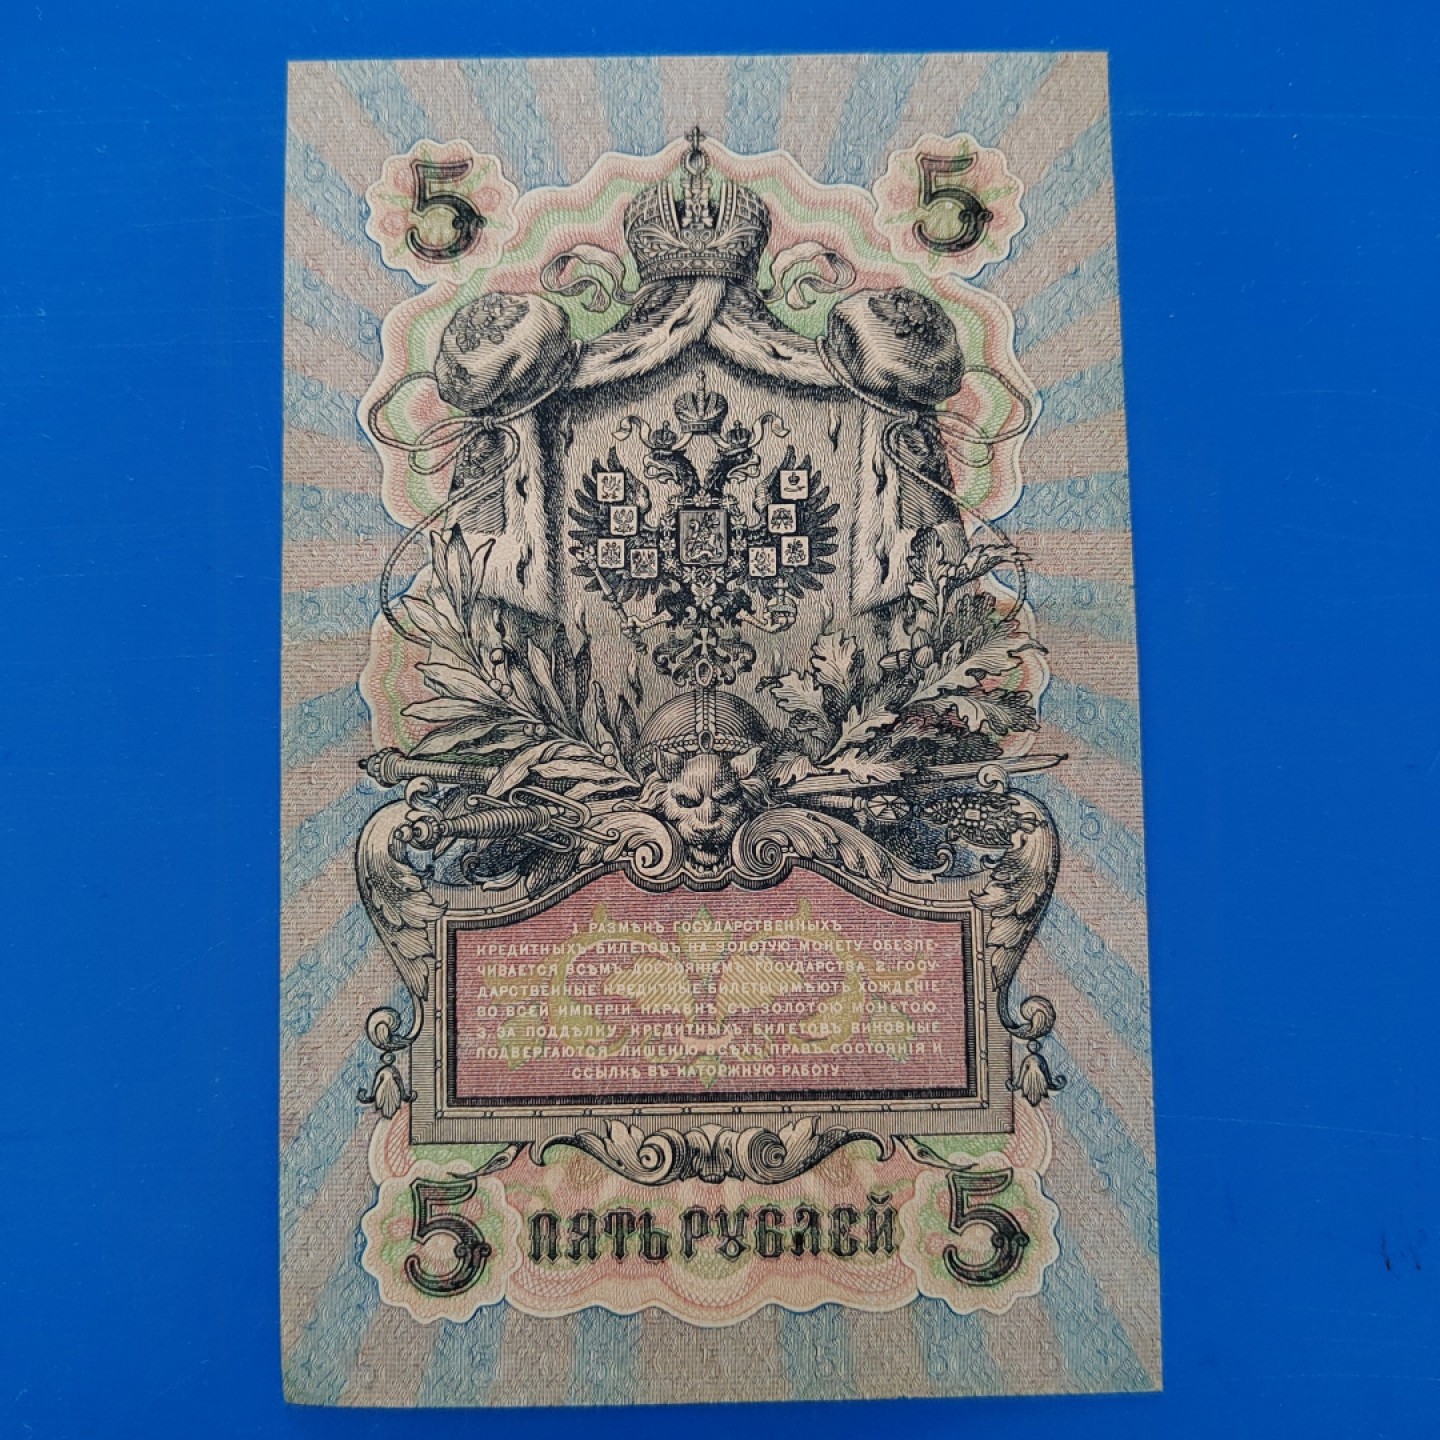 5 5
1. РАЗМѢНЪ ГОСУДАРСТВЕННЫХЪ
КРЕДИТНЫХЪ БИЛЕТОВЪ НА ЗОЛОТУЮ МОНЕТУ ОБЕЗПЕ-
ЧИВАЕТСЯ ВСѢМЪ ДОСТОЯНІЕМЪ ГОСУДАРСТВА. 2. ГОСУ-
ДАРСТВЕННЫЕ КРЕДИТНЫЕ БИЛЕТЫ ИМѢЮТЪ ХОЖДЕНІЕ
ВО ВСЕЙ ИМПЕРІИ НАРАВНѢ СЪ ЗОЛОТОЮ МОНЕТОЮ.
3. ЗА ПОДДѢЛКУ КРЕДИТНЫХЪ БИЛЕТОВЪ ВИНОВНЫЕ
ПОДВЕРГАЮТСЯ ЛИШЕНІЮ ВСѢХЪ ПРАВЪ СОСТОЯНІЯ И
ССЫЛКѢ ВЪ КАТОРЖНУЮ РАБОТУ.
5 ПЯТЬ РУБЛЕЙ 5